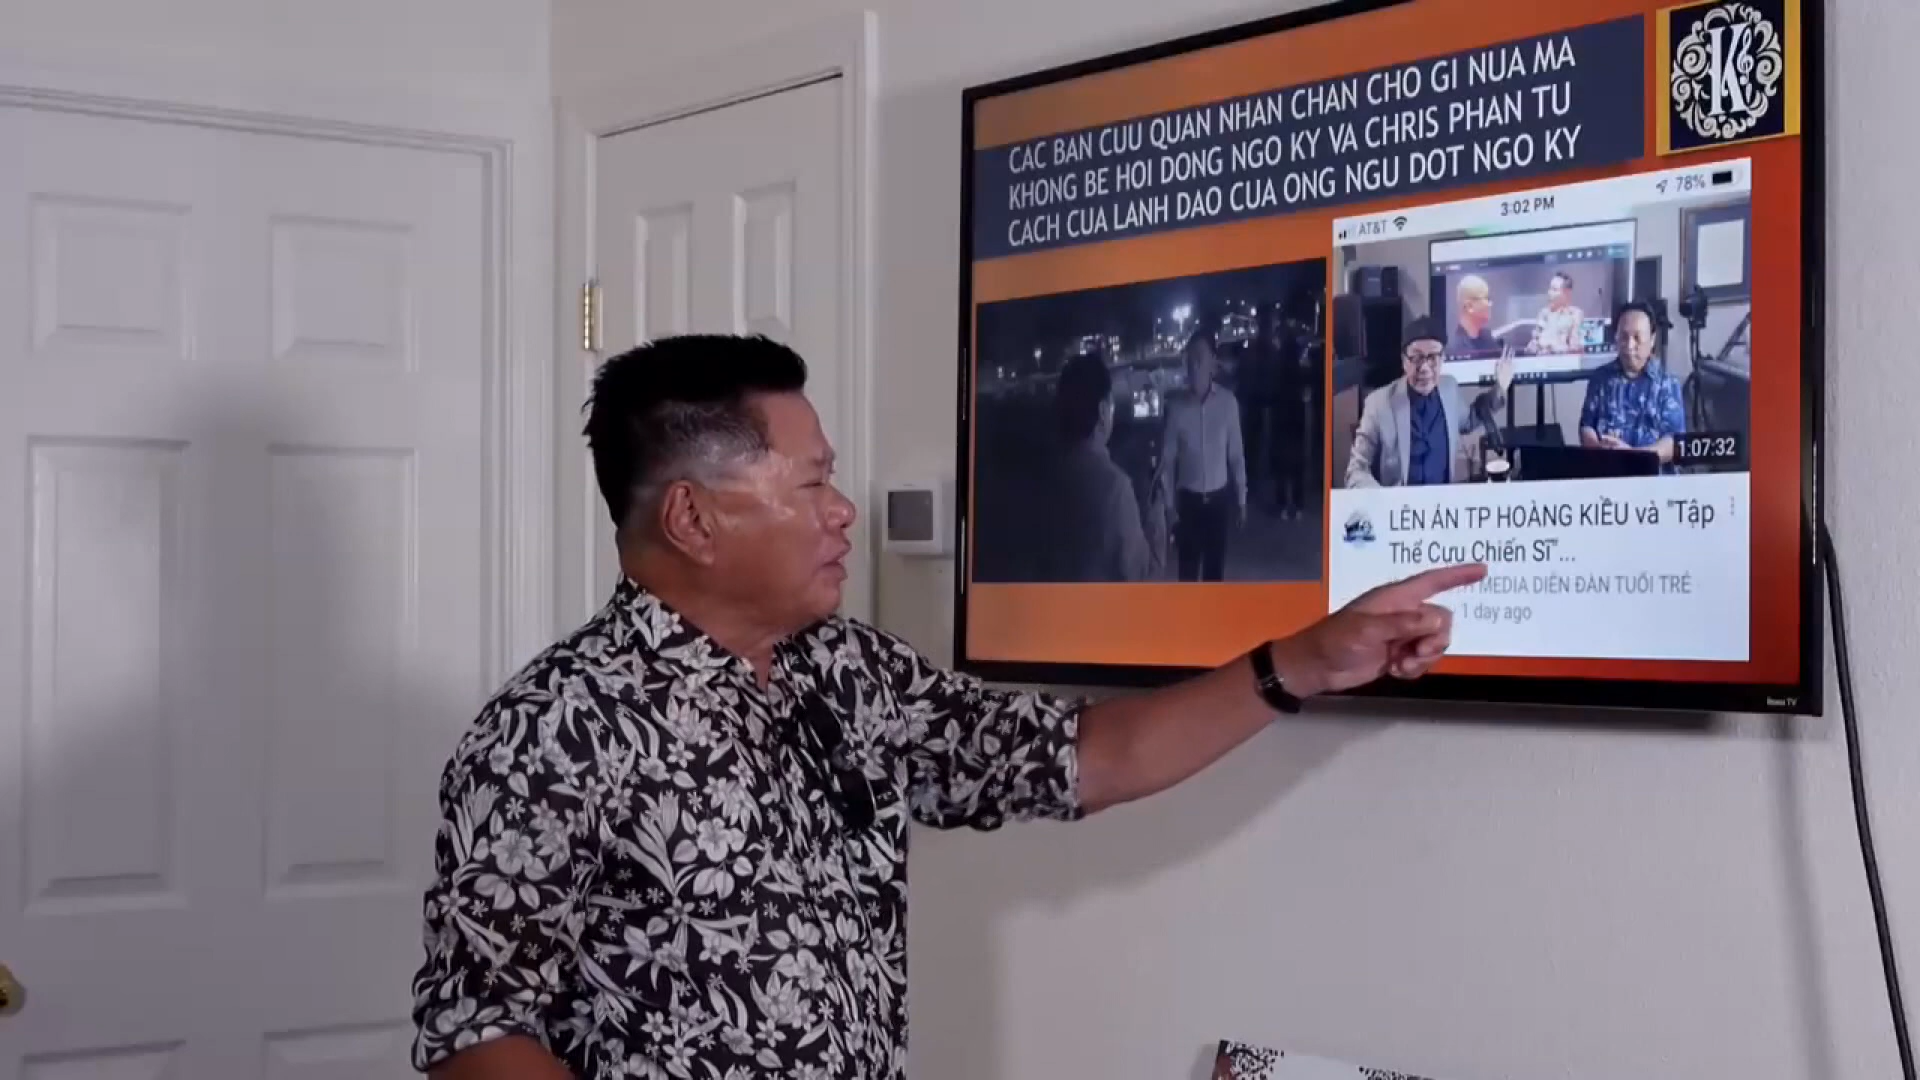 CAC BAN CUU QUAN NHAN CHAN CHO GI NUA MA
KHONG BE HOI DONG NGO KY VA CHRIS PHAN TU
CACH CUA LANH DAO CUA ONG NGU DOT NGO KY
K
AT&T
3:02 PM
78%
1:07:32
LÊN ÁN TP HOÀNG KIỀU và "Tập
Thể Cựu Chiến Sĩ"...
MEDIA DIỄN ĐÀN TUỔI TRẺ
1 day ago
Roku TV